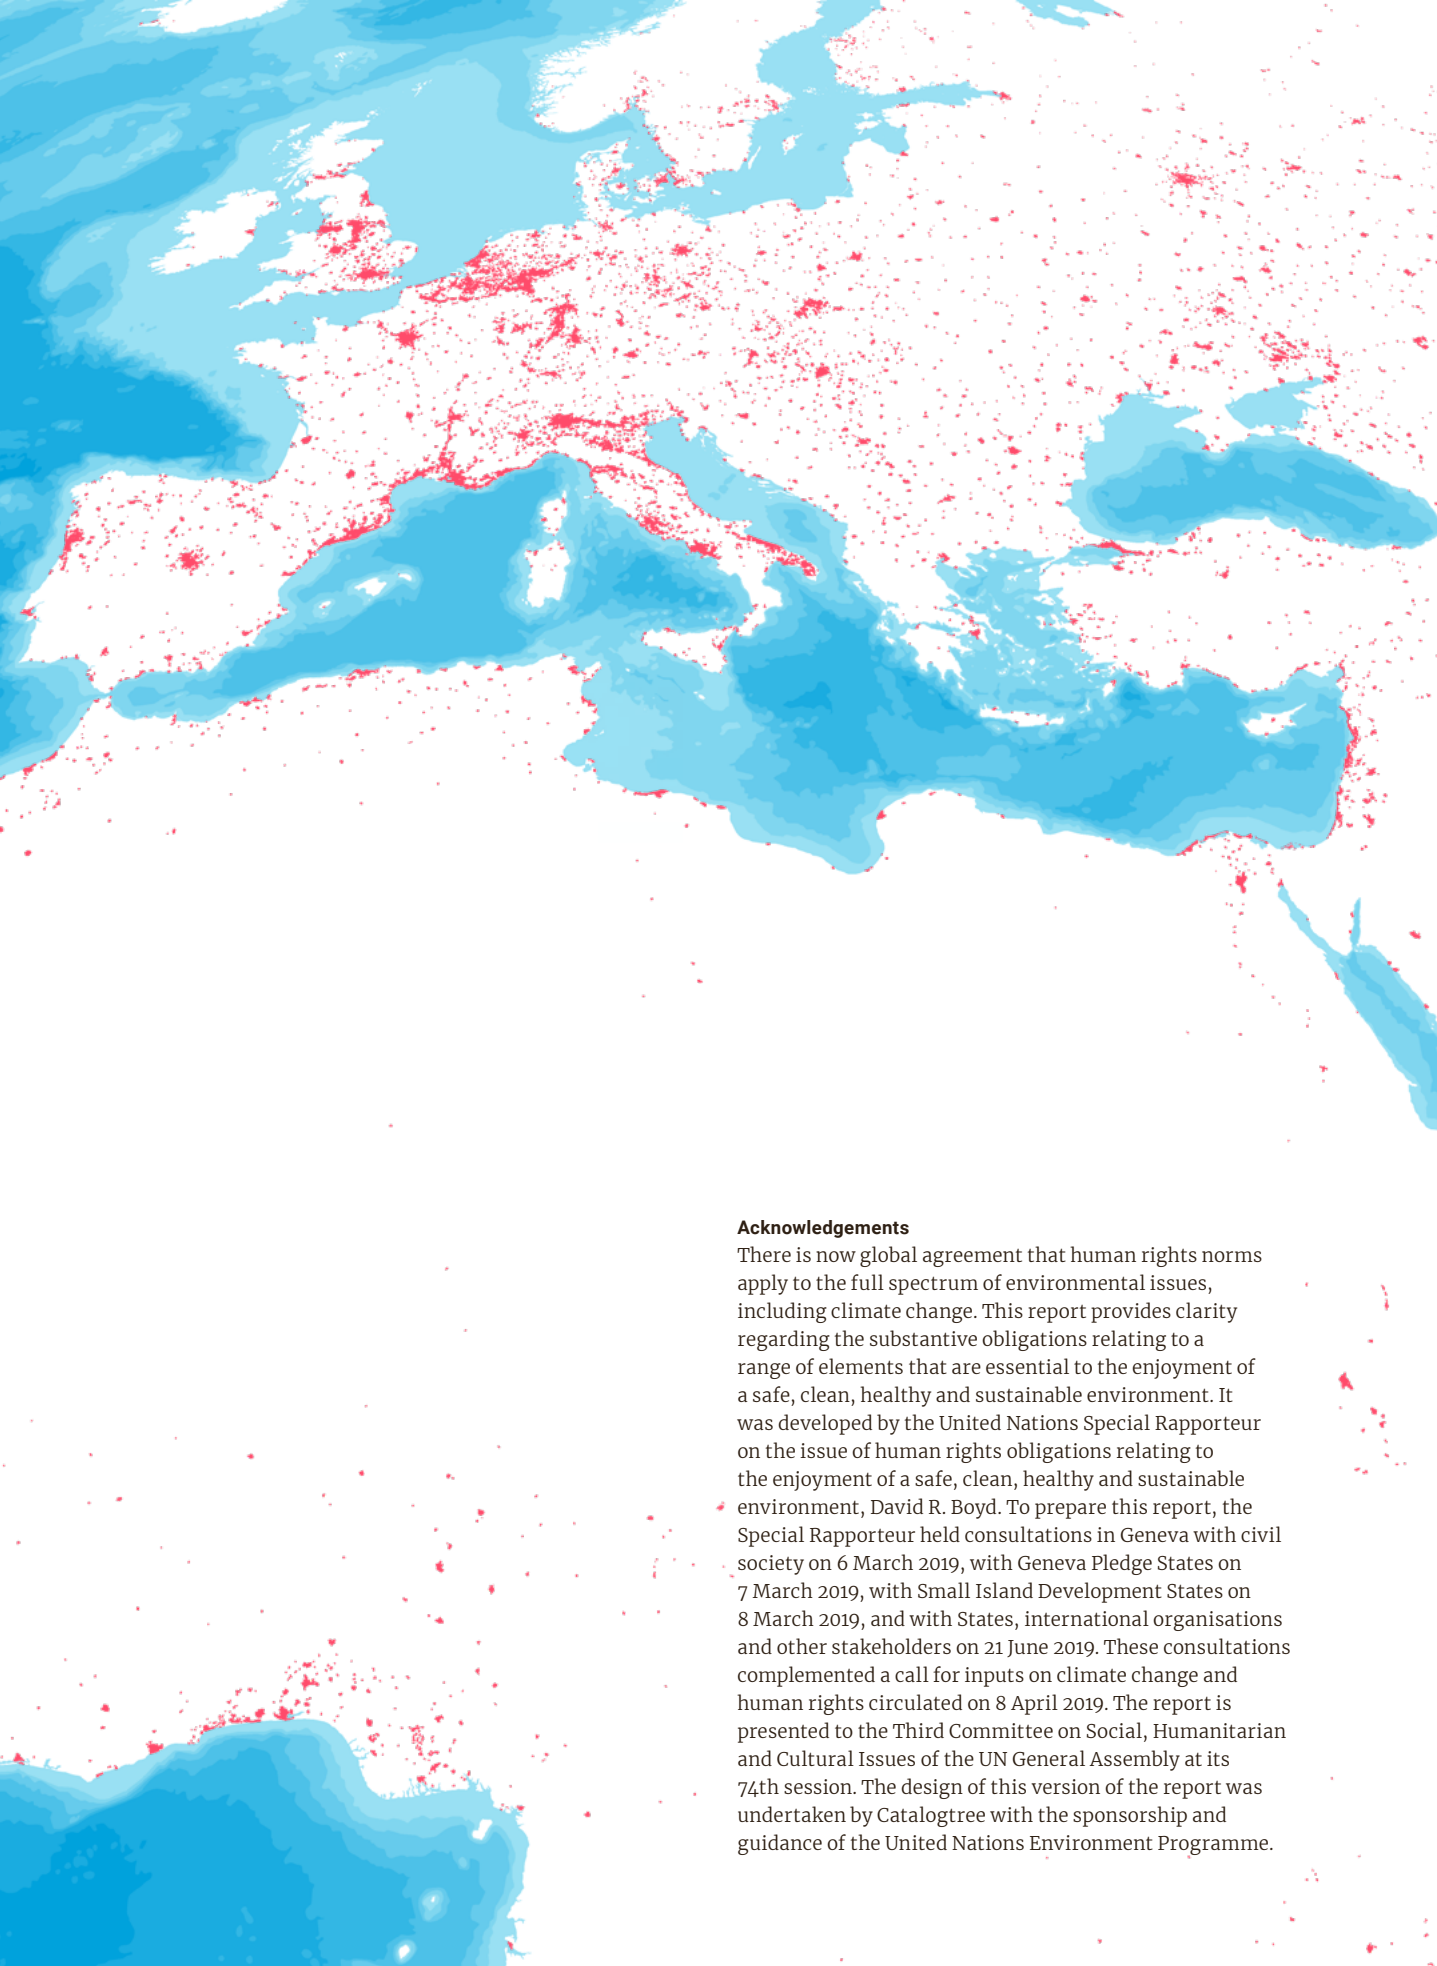 Acknowledgements
There is now global agreement that human rights norms
apply to the full spectrum of environmental issues,
including climate change. This report provides clarity
regarding the substantive obligations relating to a
range of elements that are essential to the enjoyment of
a safe, clean, healthy and sustainable environment. It
was developed by the United Nations Special Rapporteur
on the issue of human rights obligations relating to
the enjoyment of a safe, clean, healthy and sustainable
environment, David R. Boyd. To prepare this report, the
Special Rapporteur held consultations in Geneva with civil
society on 6 March 2019, with Geneva Pledge States on
7 March 2019, with Small Island Development States on
8 March 2019, and with States, international organisations
and other stakeholders on 21 June 2019. These consultations
complemented a call for inputs on climate change and
human rights circulated on 8 April 2019. The report is
presented to the Third Committee on Social, Humanitarian
and Cultural Issues of the UN General Assembly at its
74th session. The design of this version of the report was
undertaken by Catalogtree with the sponsorship and
guidance of the United Nations Environment Programme.